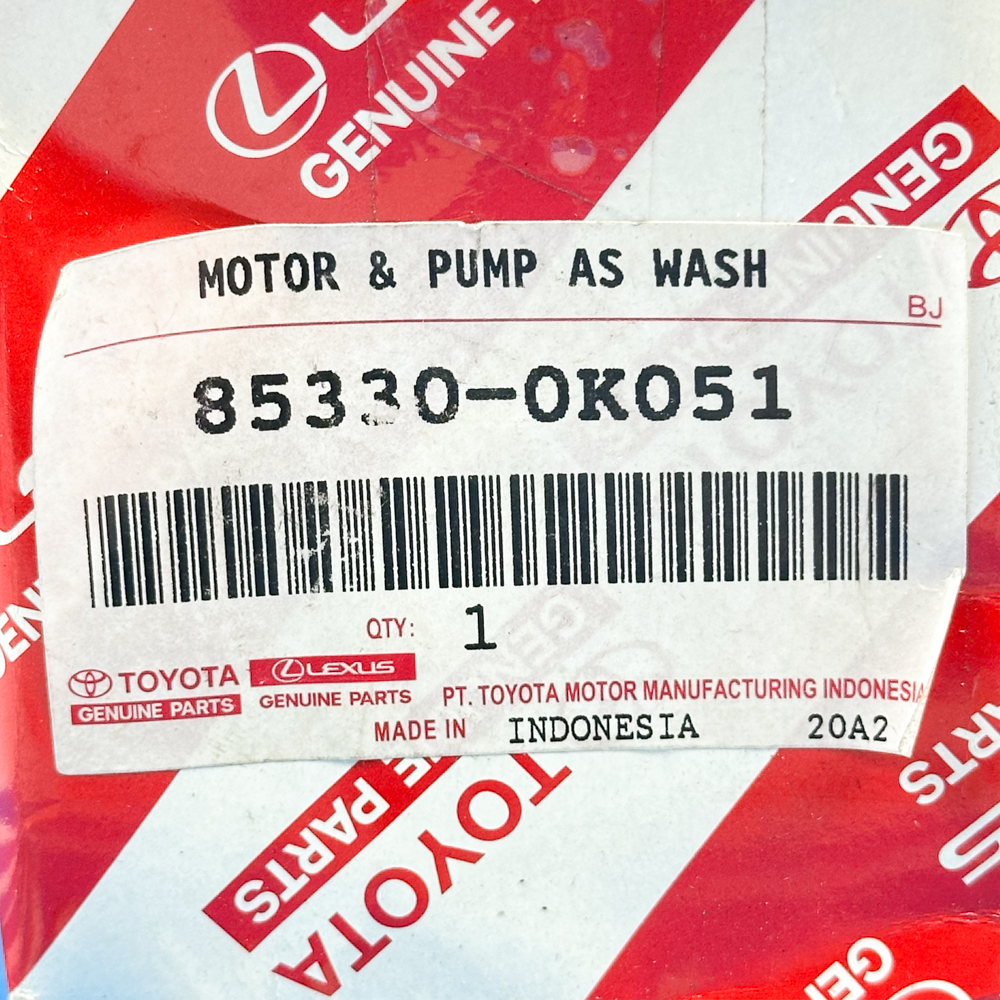 GENUINE
GENUINE
MOTOR & PUMP AS WASH
BJ
85330-0K051
QTY: 1
TOYOTA LEXUS
GENUINE PARTS GENUINE PARTS
PT. TOYOTA MOTOR MANUFACTURING INDONESIA
MADE IN INDONESIA 20A2
PARTS
TOYOTA
PARTS